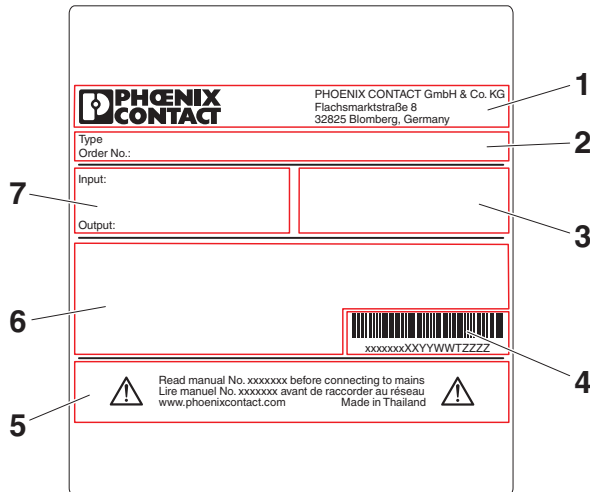 PHŒNIX
CONTACT
PHOENIX CONTACT GmbH & Co. KG
Flachsmarktstraße 8
32825 Blomberg, Germany
1
Type
Order No.:
2
Input:
Output:
7
3
6
xxxxxxxXXYYWWTZZZZ
4
Read manual No. xxxxxxx before connecting to mains
Lire manuel No. xxxxxxx avant de raccorder au réseau
www.phoenixcontact.com Made in Thailand
5